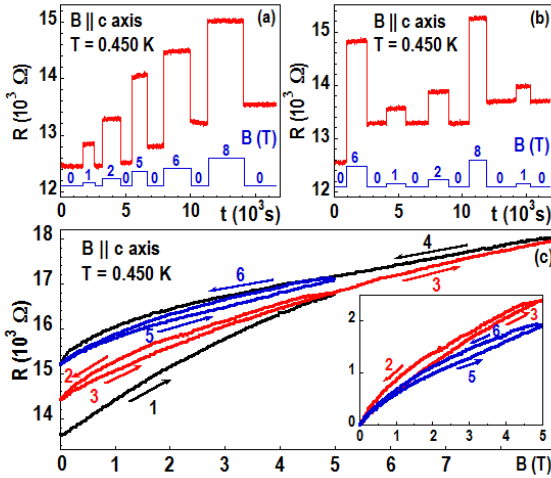 B || c axis (a)
T = 0.450 K
R (10³ Ω)
15
14
13
12
B (T)
0 1 0 2 0 5 0 6 0 8 0
0 5 10 15
t (10³s)
B || c axis (b)
T = 0.450 K
R (10³ Ω)
15
14
13
12
B (T)
0 6 0 1 0 2 0 8 0 1 0
0 5 10 15
t (10³s)
B || c axis (c)
T = 0.450 K
R (10³ Ω)
18
17
16
15
14
4
6
3
5
2
3
1
2
1
0
2
3
6
5
0 1 2 3 4 5
0 1 2 3 4 5 6 7 B (T)